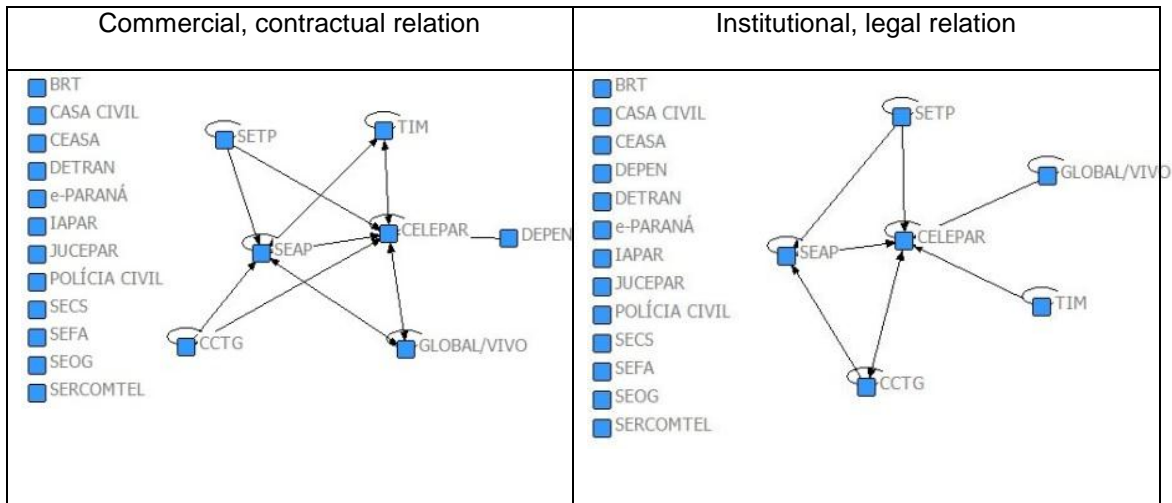 Commercial, contractual relation
Institutional, legal relation
BRT
CASA CIVIL
CEASA
DETRAN
e-PARANÁ
IAPAR
JUCEPAR
POLÍCIA CIVIL
SECS
SEFA
SEOG
SERCOMTEL
SETP
TIM
CELEPAR
DEPEN
SEAP
CCTG
GLOBAL/VIVO
BRT
CASA CIVIL
CEASA
DEPEN
DETRAN
e-PARANÁ
IAPAR
JUCEPAR
POLÍCIA CIVIL
SECS
SEFA
SEOG
SERCOMTEL
SETP
GLOBAL/VIVO
CELEPAR
SEAP
TIM
CCTG